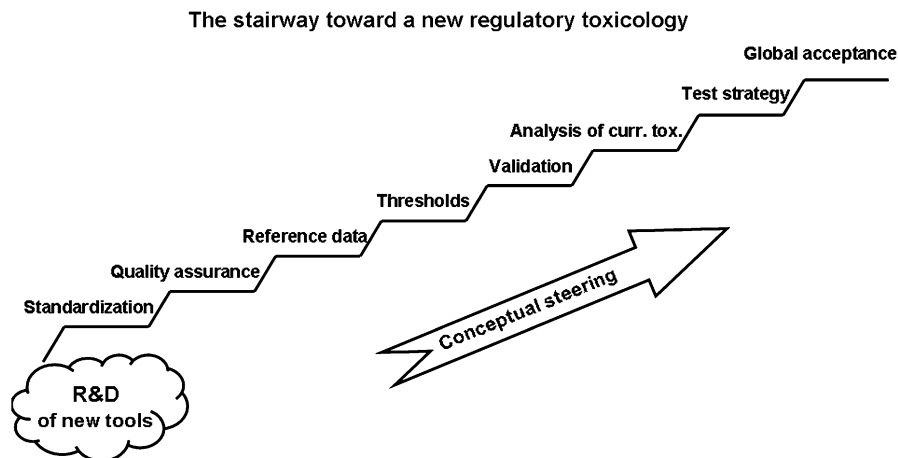 The stairway toward a new regulatory toxicology
Global acceptance
Test strategy
Analysis of curr. tox.
Validation
Thresholds
Reference data
Quality assurance
Standardization
Conceptual steering
R&D
of new tools